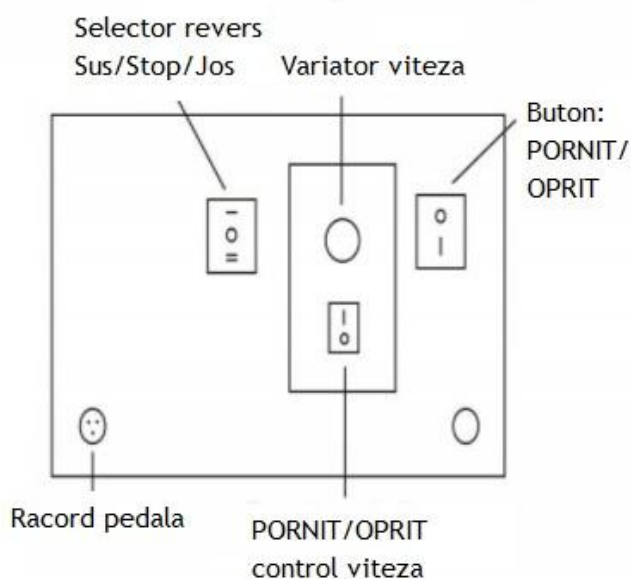 Selector revers
Sus/Stop/Jos
Variator viteza
Buton:
PORNIT/
OPRIT
Racord pedala
PORNIT/OPRIT
control viteza